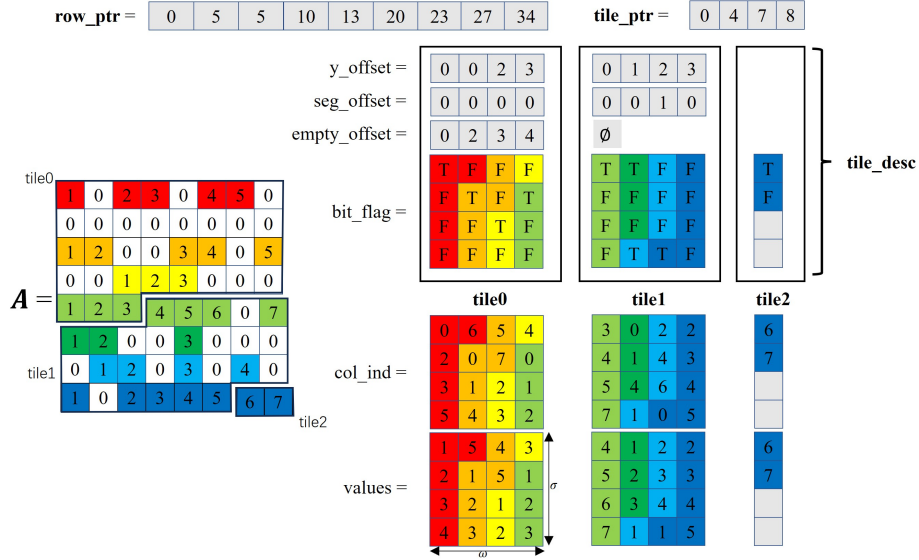 row_ptr = 0 5 5 10 13 20 23 27 34
tile_ptr = 0 4 7 8
y_offset = 0 0 2 3 0 1 2 3
seg_offset = 0 0 0 0 0 0 1 0
empty_offset = 0 2 3 4 ∅
bit_flag =
T F F F T T F F T
F T F T F F F F F
F F T F F F F F
F F F F F T T F
tile_desc
tile0
A =
1 0 2 3 0 4 5 0
0 0 0 0 0 0 0 0
1 2 0 0 3 4 0 5
0 0 1 2 3 0 0 0
1 2 3 4 5 6 0 7
1 2 0 0 3 0 0 0
tile1
0 1 2 0 3 0 4 0
1 0 2 3 4 5 6 7
tile2
tile0 tile1 tile2
col_ind =
0 6 5 4 3 0 2 2 6
2 0 7 0 4 1 4 3 7
3 1 2 1 5 4 6 4
5 4 3 2 7 1 0 5
values =
1 5 4 3 4 1 2 2 6
2 1 5 1 5 2 3 3 7
3 2 1 2 6 3 4 4
4 3 2 3 7 1 1 5
σ
ω